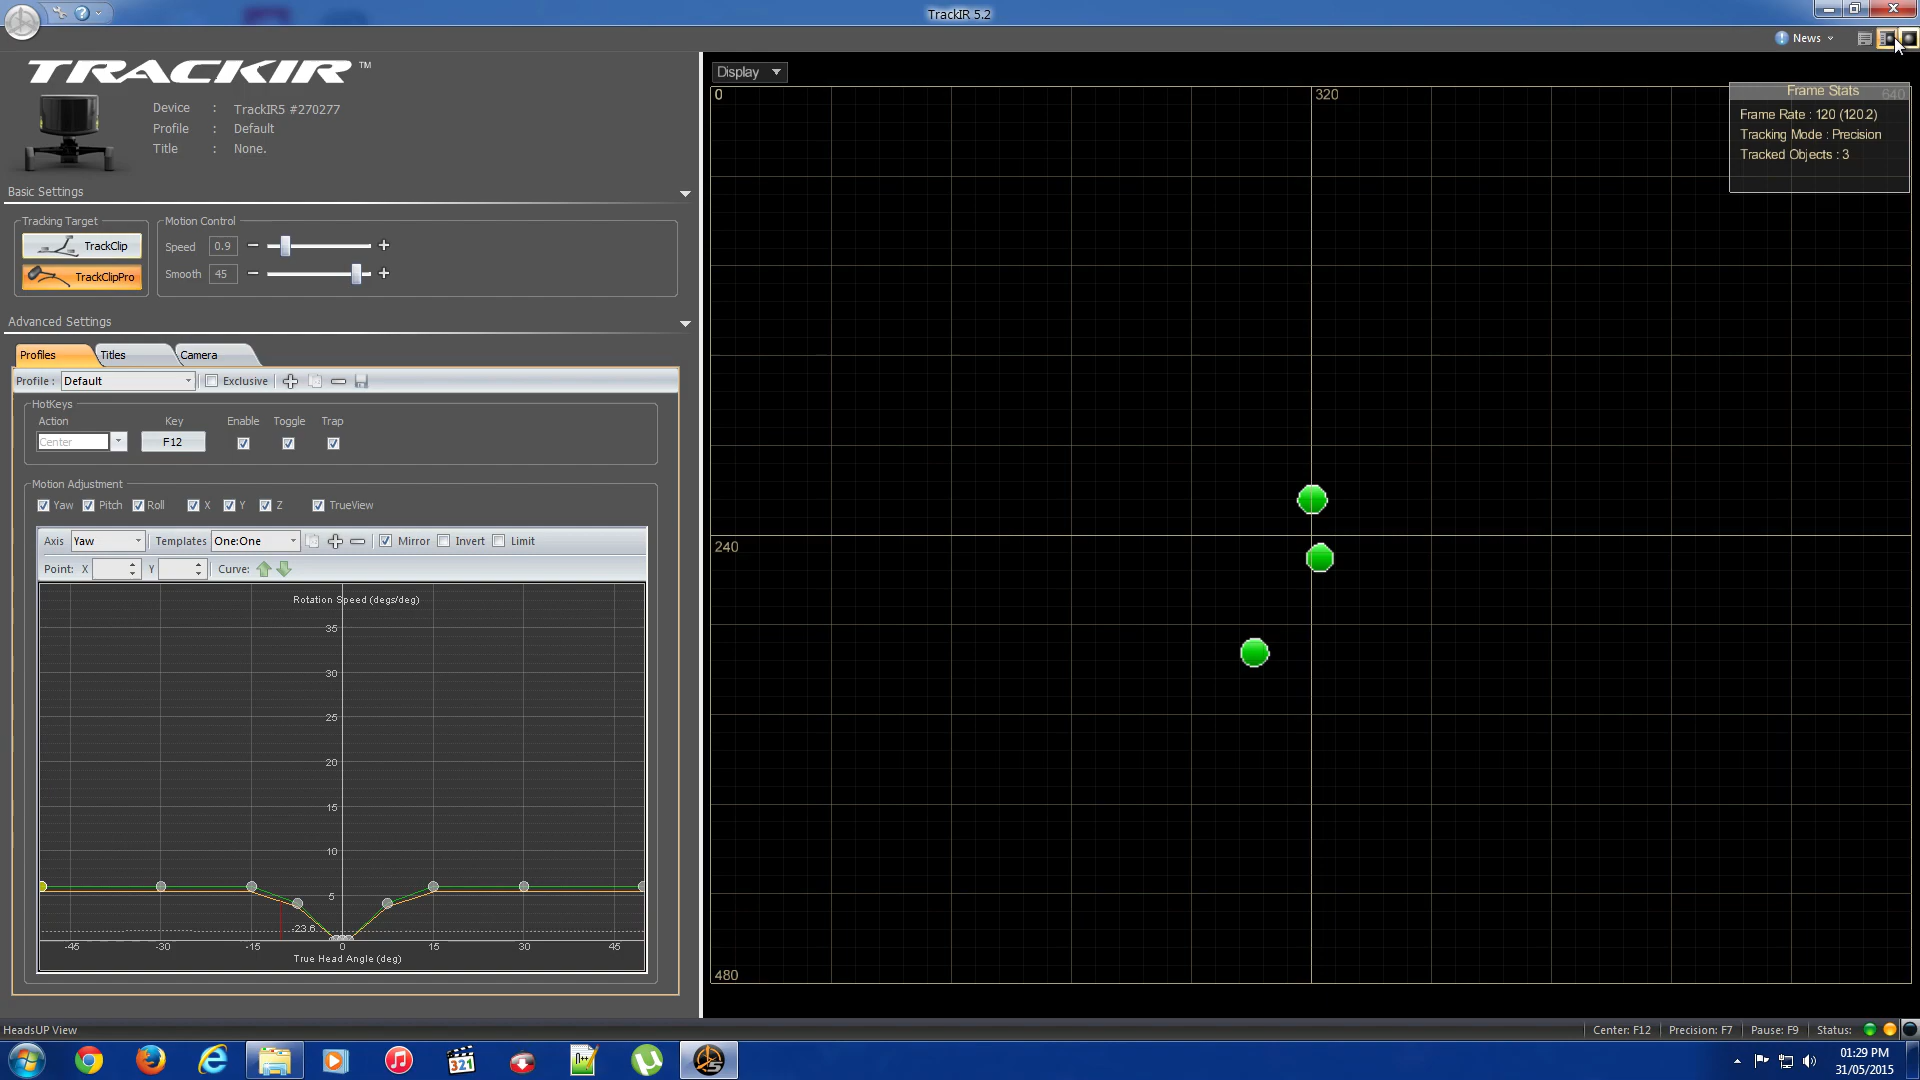 TrackIR 5.2
News
TRACKIR™
Device : TrackIR5 #270277
Profile : Default
Title : None.
Basic Settings
Tracking Target
TrackClip
TrackClipPro
Motion Control
Speed 0.9
Smooth 45
Advanced Settings
Profiles Titles Camera
Profile : Default Exclusive
HotKeys
Action Key Enable Toggle Trap
Center F12
Motion Adjustment
Yaw Pitch Roll X Y Z TrueView
Axis Yaw Templates One:One Mirror Invert Limit
Point: X Y Curve:
Rotation Speed (degs/deg)
35
30
25
20
15
10
5
-23.6
-45 -30 -15 0 15 30 45
True Head Angle (deg)
Display
0 320 640
240
480
Frame Stats
Frame Rate : 120 (120.2)
Tracking Mode : Precision
Tracked Objects : 3
HeadsUP View
Center: F12 Precision: F7 Pause: F9 Status:
321
01:29 PM
31/05/2015